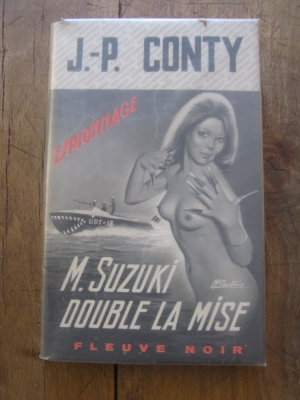 J.-P. CONTY
ESPIONNAGE
UDT-18
M. SUZUKI
DOUBLE LA MISE
FLEUVE NOIR